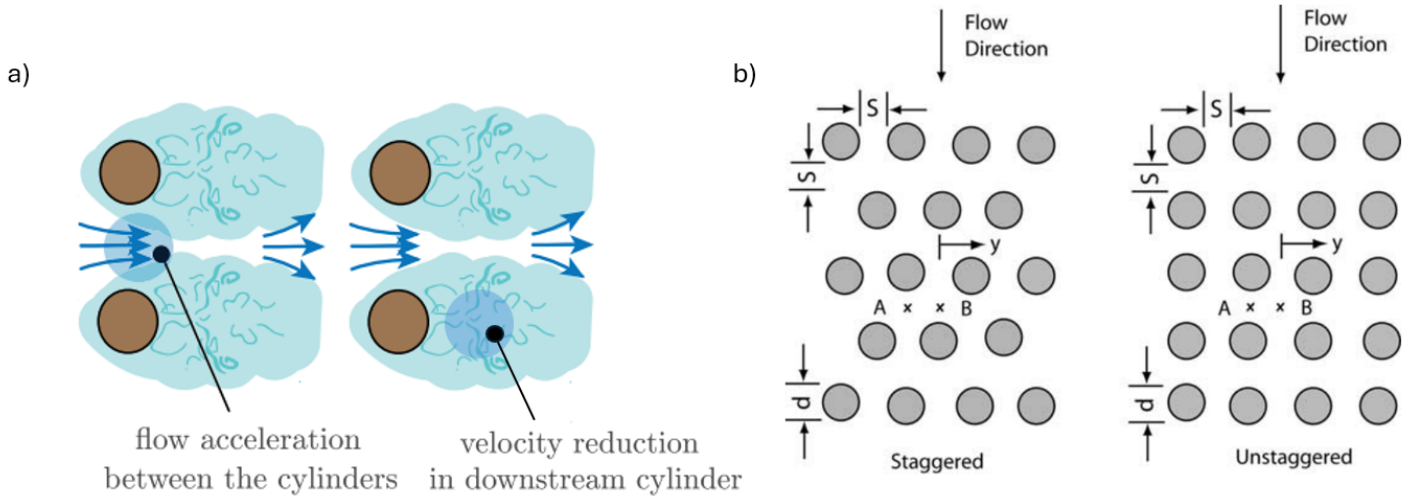 a)
flow acceleration
between the cylinders
velocity reduction
in downstream cylinder
b)
Flow
Direction
S
S
y
A x x B
d
Staggered
Flow
Direction
S
S
y
A x x B
d
Unstaggered